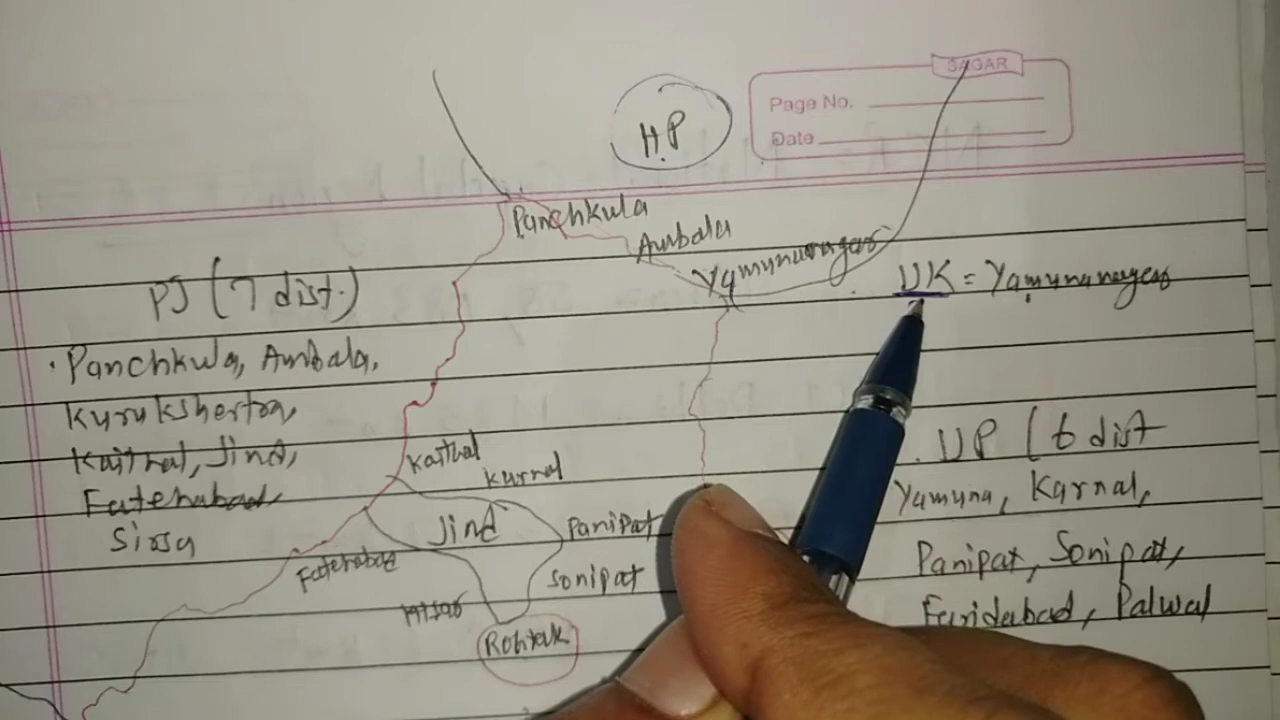 SAGAR
Page No.
Date
H.P
Panchkula
Ambala
Yamunanagar
UK = Yamunanagar
PJ (7 dist.)
Panchkula, Ambala,
Kurukshertra,
Kaithal, Jind,
Fatehabad,
Sirsa
Kaithal
Karnal
Jind
Panipat
Fatehabad
Sonipat
Hisar
Rohtak
UP (6 dist
Yamuna, Karnal,
Panipat, Sonipat,
Faridabad, Palwal